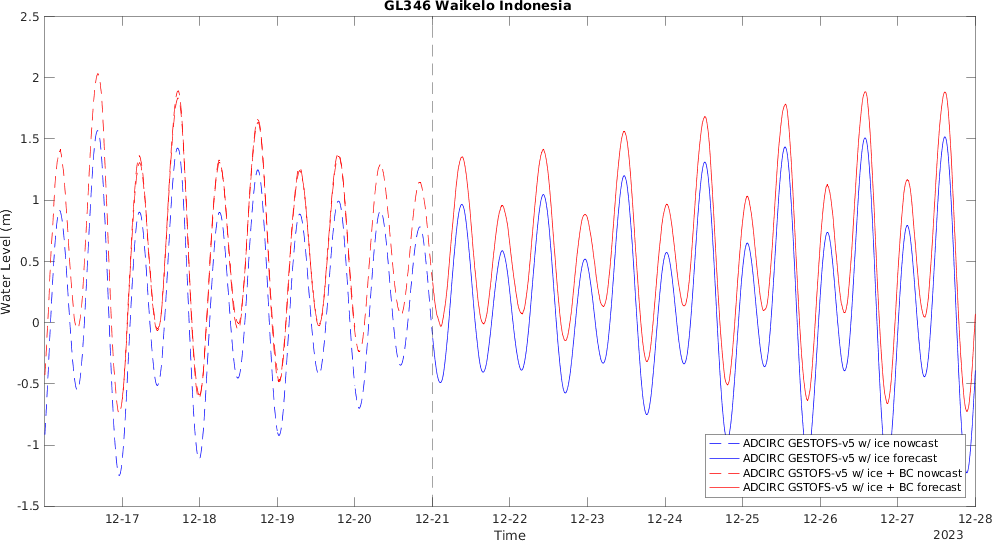 GL346 Waikelo Indonesia
2.5
2
1.5
1
0.5
0
-0.5
-1
-1.5
Water Level (m)
ADCIRC GESTOFS-v5 w/ ice nowcast
ADCIRC GESTOFS-v5 w/ ice forecast
ADCIRC GSTOFS-v5 w/ ice + BC nowcast
ADCIRC GSTOFS-v5 w/ ice + BC forecast
12-17 12-18 12-19 12-20 12-21 12-22 12-23 12-24 12-25 12-26 12-27 12-28
Time
2023